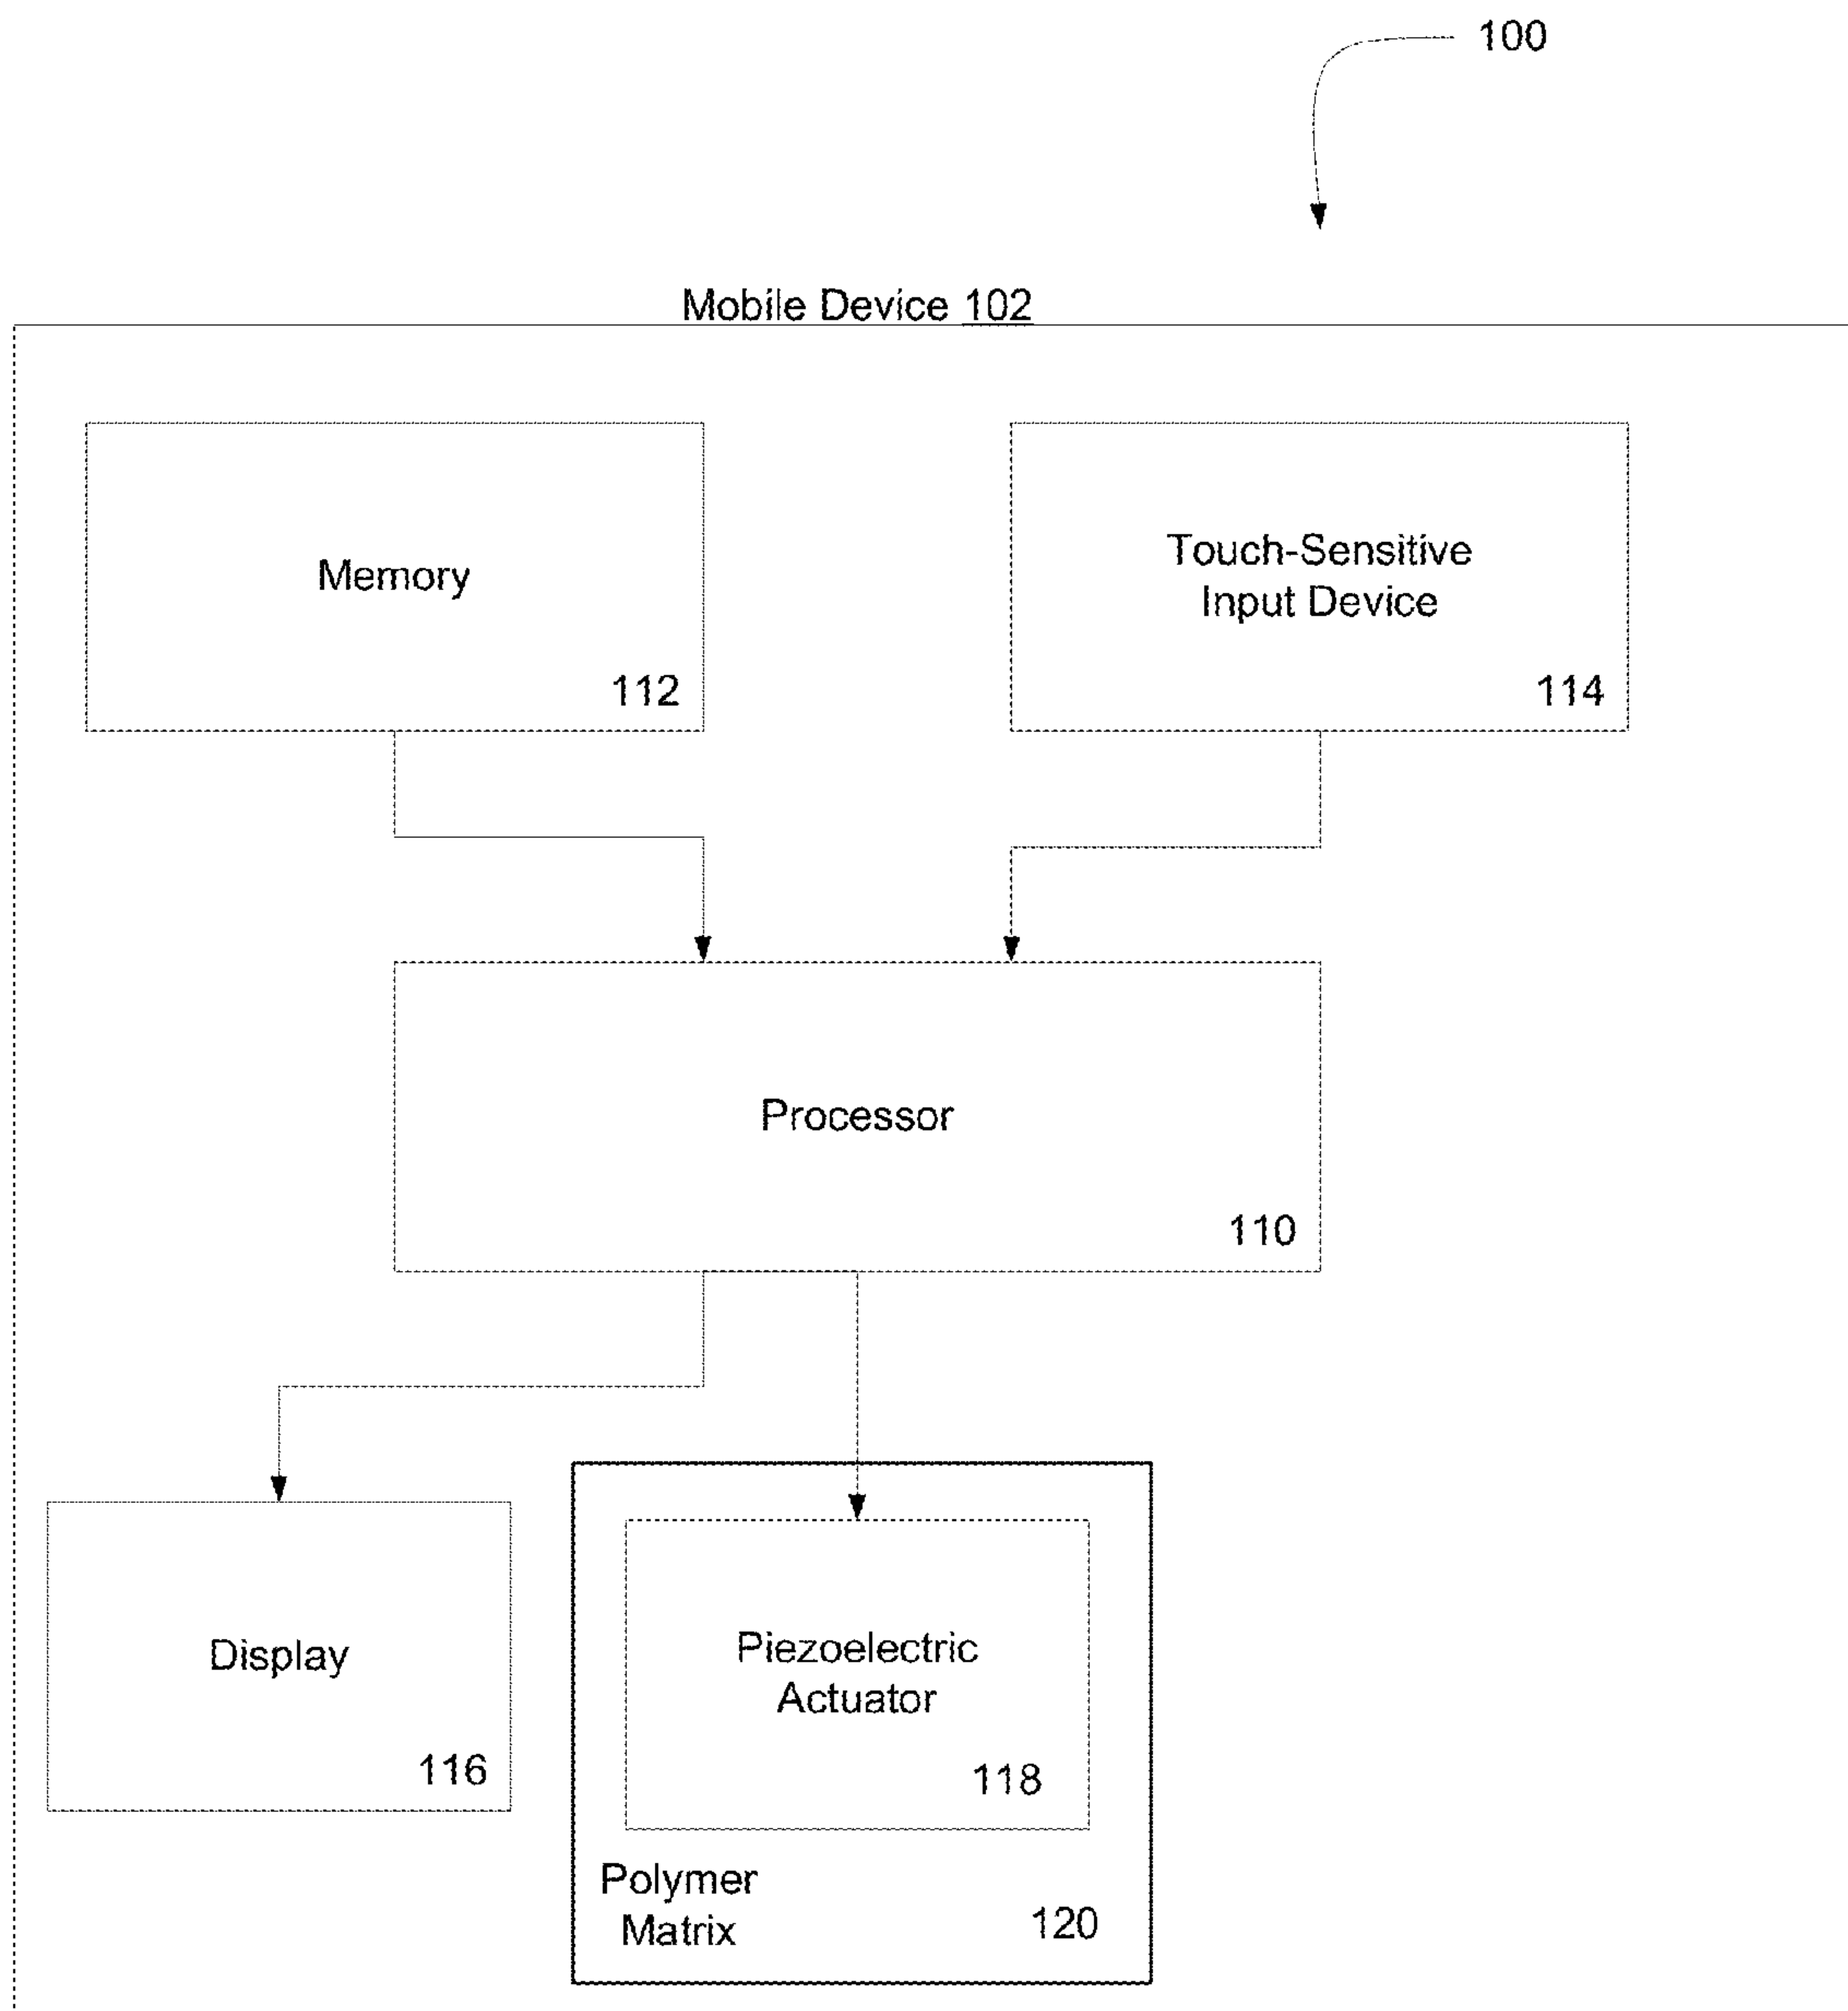 100
Mobile Device 102
Memory
112
Touch-Sensitive
Input Device
114
Processor
110
Display
116
Piezoelectric
Actuator
118
Polymer
Matrix
120